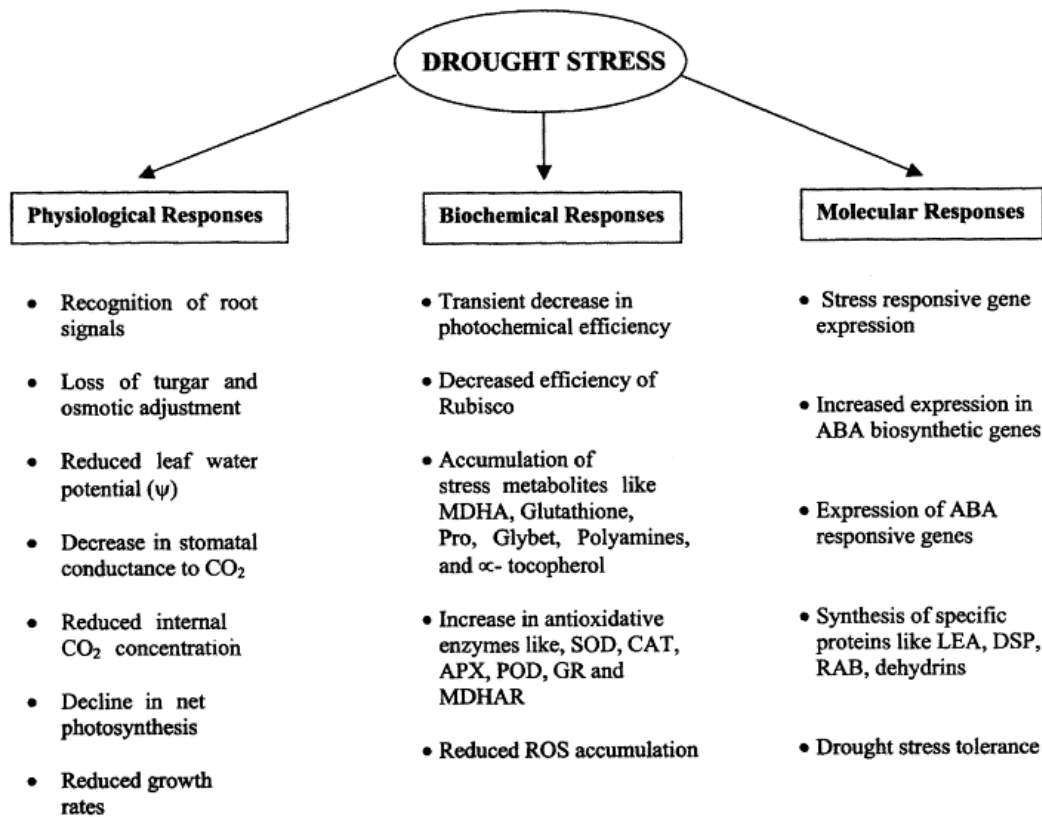 DROUGHT STRESS
Physiological Responses
• Recognition of root
signals
• Loss of turgar and
osmotic adjustment
• Reduced leaf water
potential (ψ)
• Decrease in stomatal
conductance to CO₂
• Reduced internal
CO₂ concentration
• Decline in net
photosynthesis
• Reduced growth
rates
Biochemical Responses
• Transient decrease in
photochemical efficiency
• Decreased efficiency of
Rubisco
• Accumulation of
stress metabolites like
MDHA, Glutathione,
Pro, Glybet, Polyamines,
and ∝- tocopherol
• Increase in antioxidative
enzymes like, SOD, CAT,
APX, POD, GR and
MDHAR
• Reduced ROS accumulation
Molecular Responses
• Stress responsive gene
expression
• Increased expression in
ABA biosynthetic genes
• Expression of ABA
responsive genes
• Synthesis of specific
proteins like LEA, DSP,
RAB, dehydrins
• Drought stress tolerance